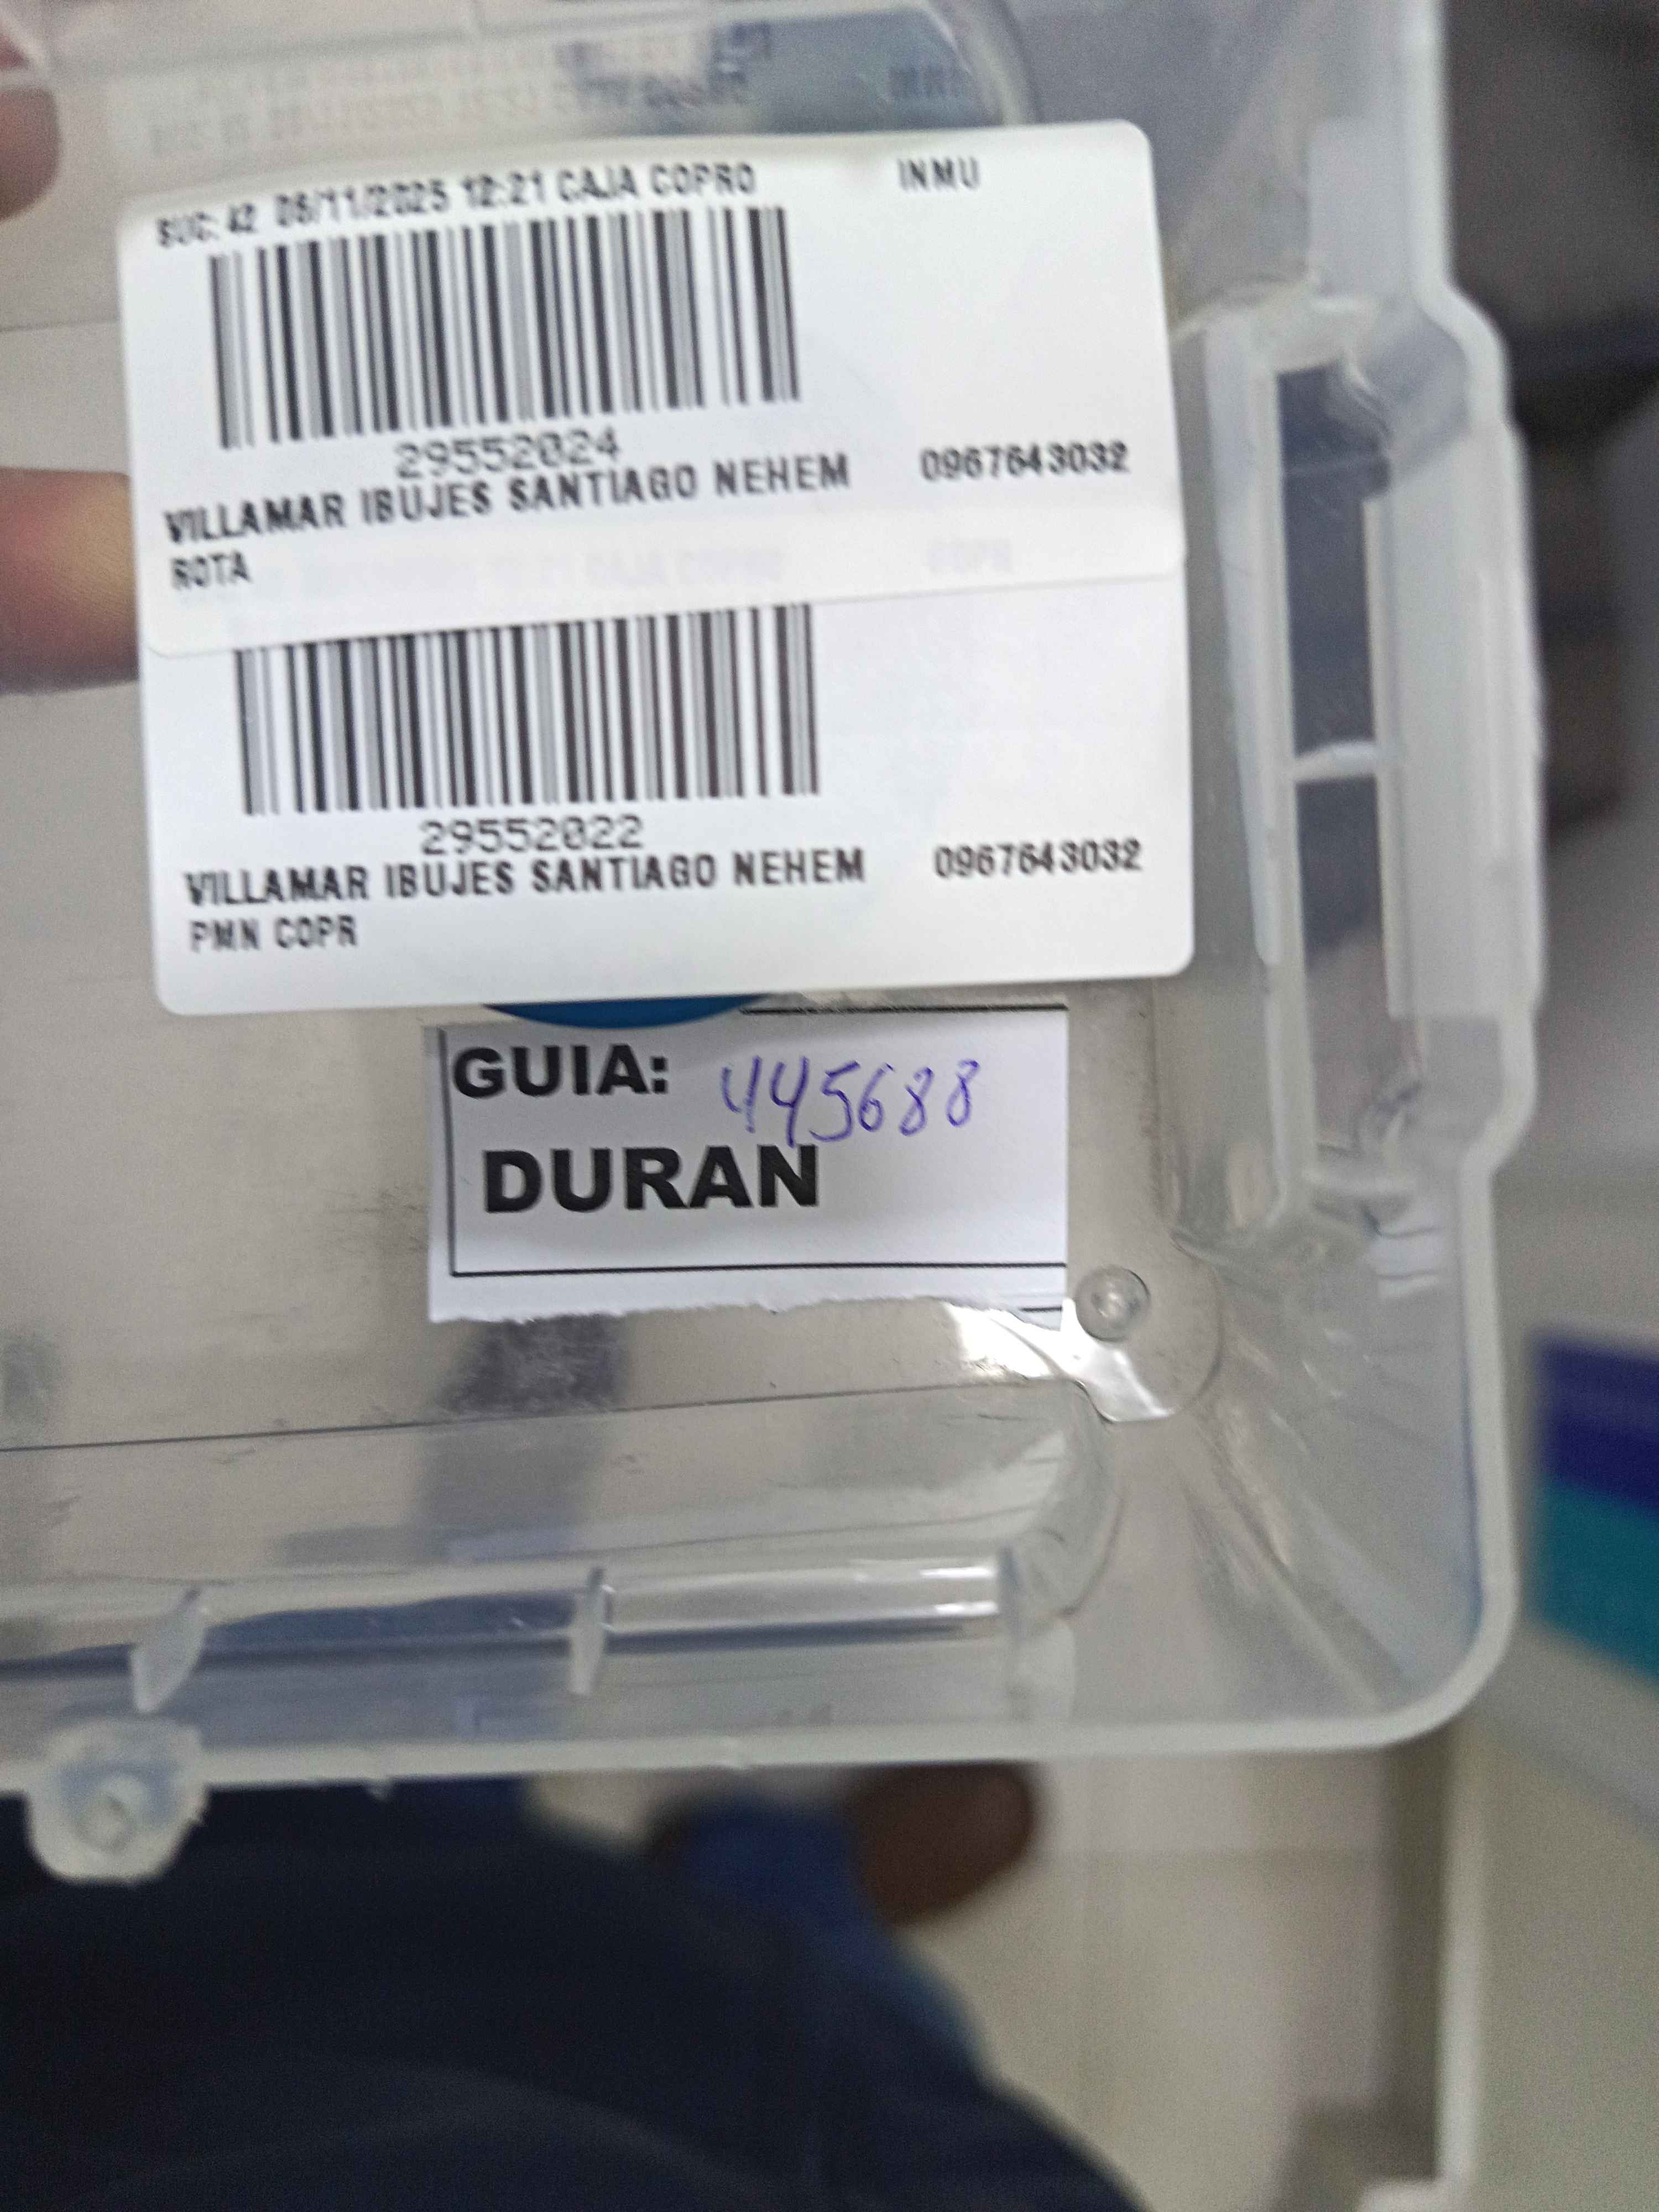 SUC: 42 08/11/2025 12:21 CAJA COPRO INMU
29552024
VILLAMAR IBUJES SANTIAGO NEHEM 0967643032
ROTA
29552022
VILLAMAR IBUJES SANTIAGO NEHEM 0967643032
PMN COPR
GUIA: 445688
DURAN